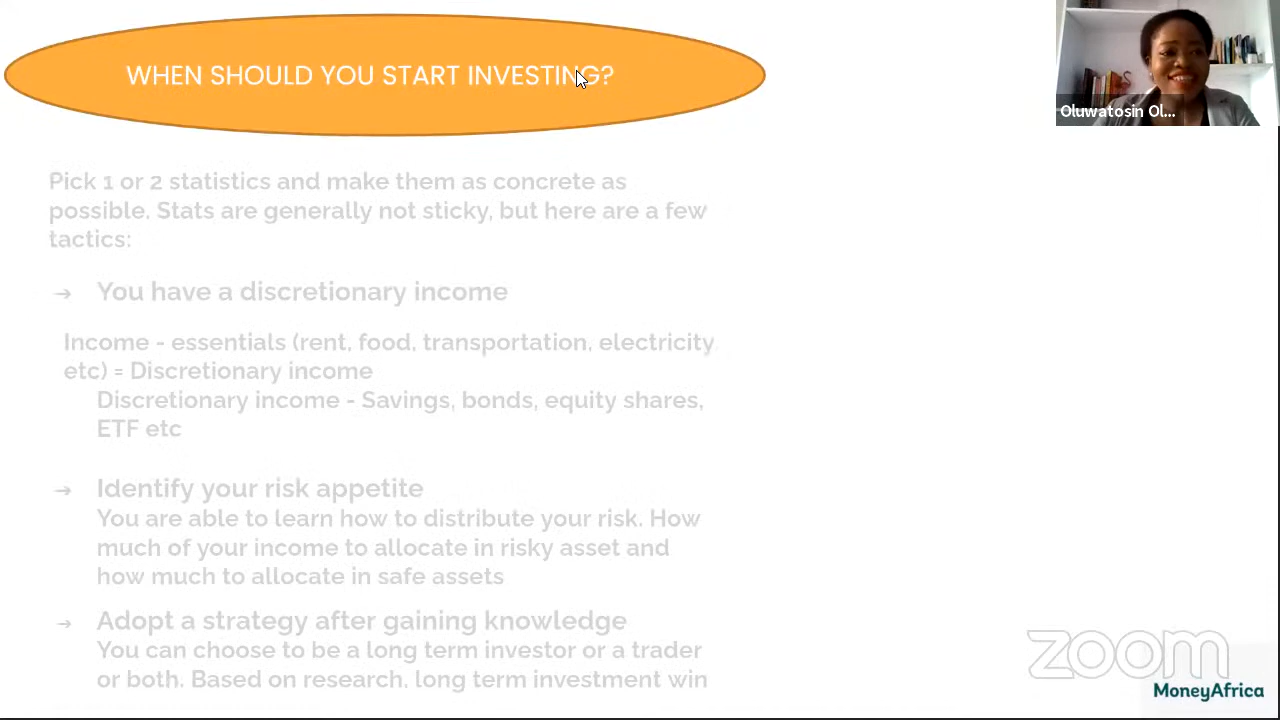 WHEN SHOULD YOU START INVESTING?
Oluwatosin Ol...
Pick 1 or 2 statistics and make them as concrete as
possible. Stats are generally not sticky, but here are a few
tactics:
➔ You have a discretionary income
Income - essentials (rent, food, transportation, electricity
etc) = Discretionary income
Discretionary income - Savings, bonds, equity shares,
ETF etc
➔ Identify your risk appetite
You are able to learn how to distribute your risk. How
much of your income to allocate in risky asset and
how much to allocate in safe assets
➔ Adopt a strategy after gaining knowledge
You can choose to be a long term investor or a trader
or both. Based on research, long term investment win
zoom
MoneyAfrica